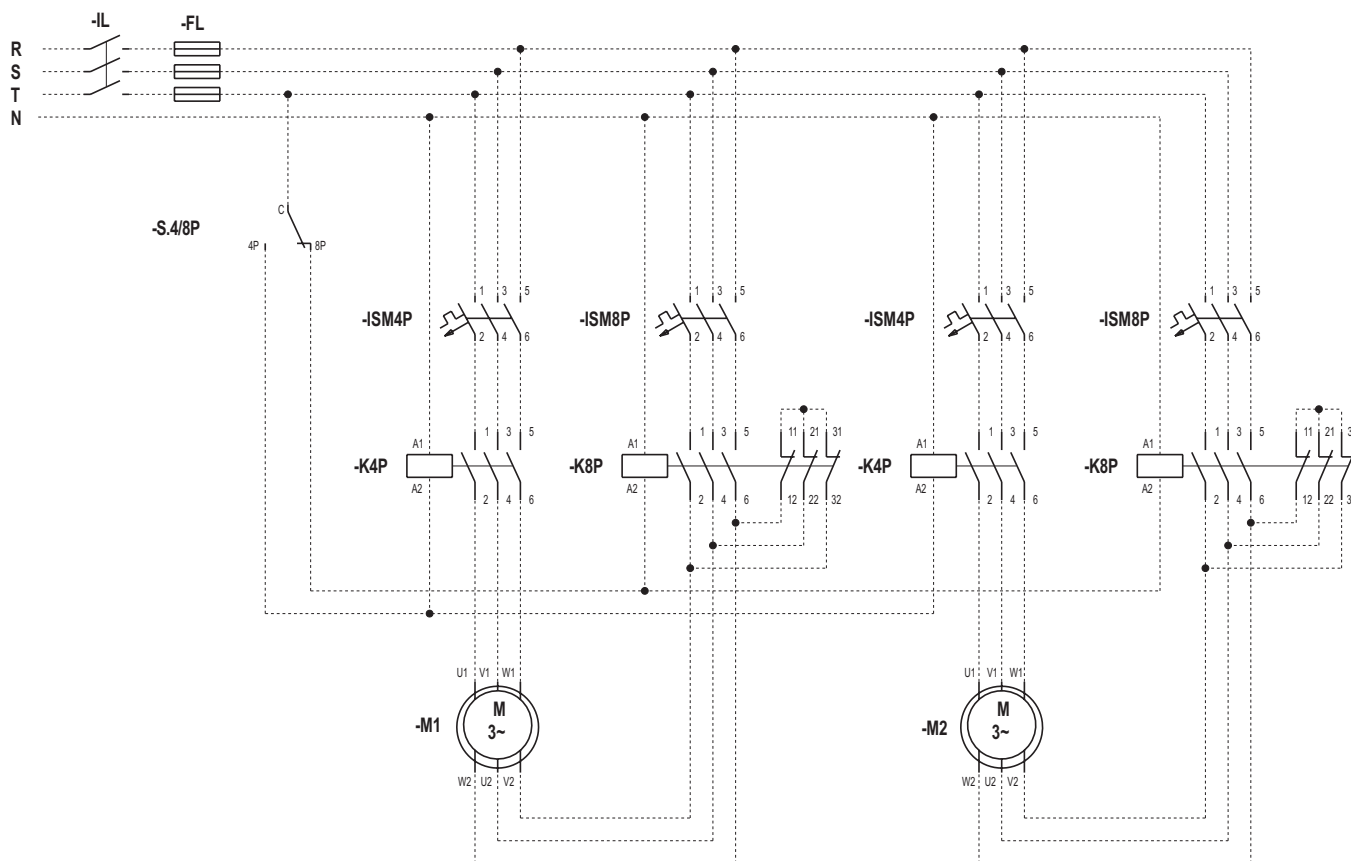 -IL -FL
R
S
T
N
C
-S.4/8P
4P 8P
1 3 5 1 3 5 1 3 5 1 3 5
-ISM4P -ISM8P -ISM4P -ISM8P
2 4 6 2 4 6 2 4 6 2 4 6
A1 1 3 5 A1 1 3 5 11 21 31 A1 1 3 5 A1 1 3 5 11 21
-K4P -K8P -K4P -K8P
A2 2 4 6 A2 2 4 6 12 22 32 A2 2 4 6 A2 2 4 6 12 22
U1 V1 W1 U1 V1 W1
M M
-M1 3~ -M2 3~
W2 U2 V2 W2 U2 V2